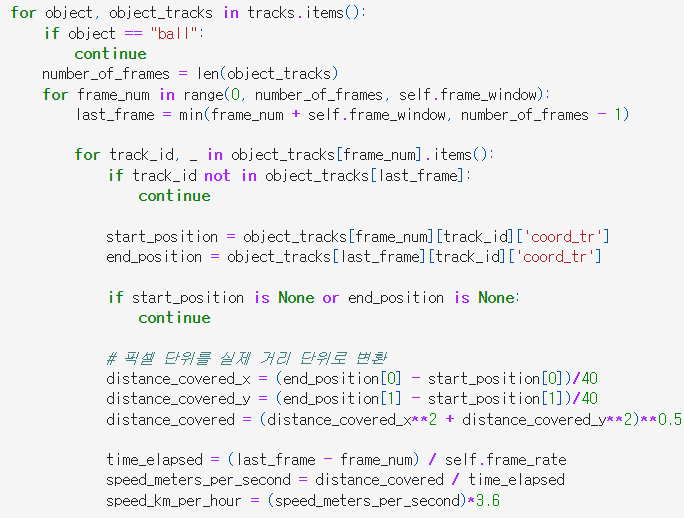 for object, object_tracks in tracks.items():
    if object == "ball":
        continue
    number_of_frames = len(object_tracks)
    for frame_num in range(0, number_of_frames, self.frame_window):
        last_frame = min(frame_num + self.frame_window, number_of_frames - 1)

        for track_id, _ in object_tracks[frame_num].items():
            if track_id not in object_tracks[last_frame]:
                continue

            start_position = object_tracks[frame_num][track_id]['coord_tr']
            end_position = object_tracks[last_frame][track_id]['coord_tr']

            if start_position is None or end_position is None:
                continue

            # 픽셀 단위를 실제 거리 단위로 변환
            distance_covered_x = (end_position[0] - start_position[0])/40
            distance_covered_y = (end_position[1] - start_position[1])/40
            distance_covered = (distance_covered_x**2 + distance_covered_y**2)**0.5

            time_elapsed = (last_frame - frame_num) / self.frame_rate
            speed_meters_per_second = distance_covered / time_elapsed
            speed_km_per_hour = (speed_meters_per_second)*3.6